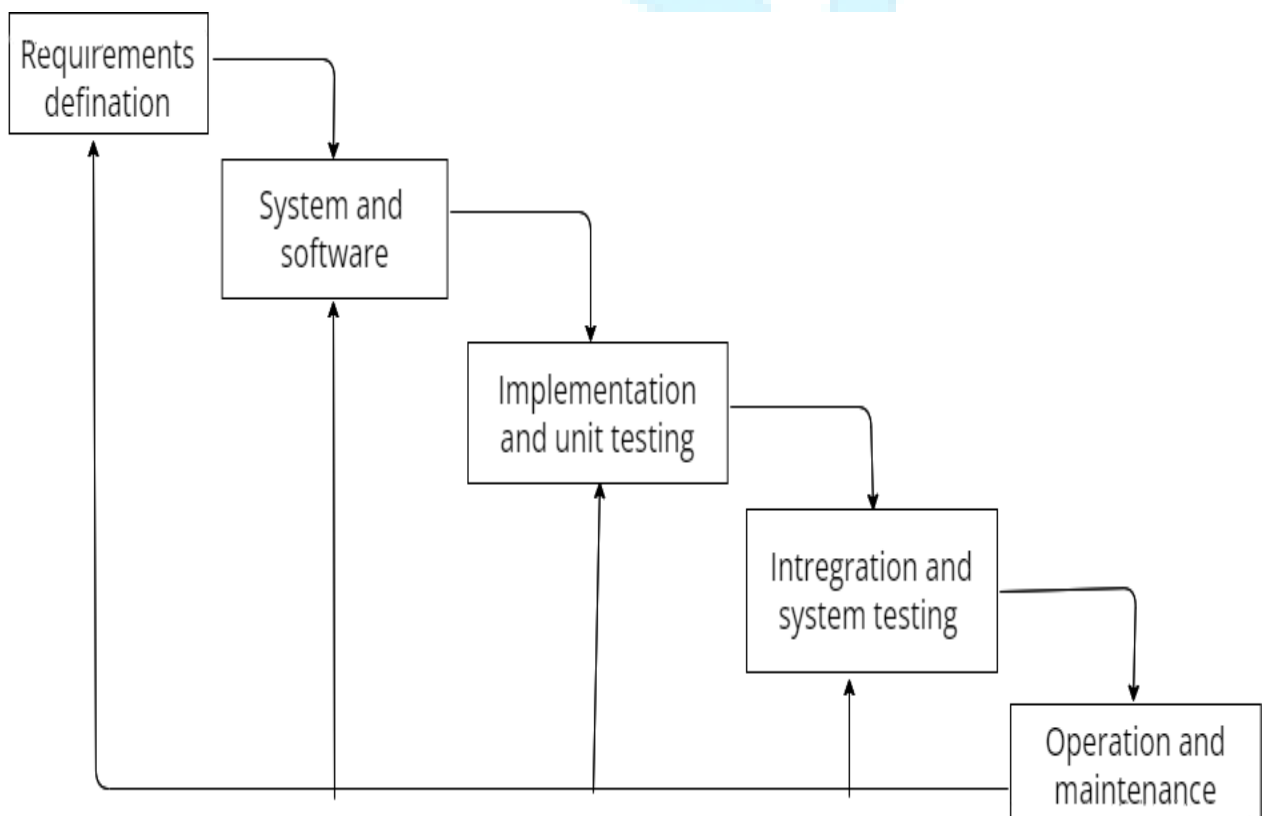 Requirements
defination
System and
software
Implementation
and unit testing
Intregration and
system testing
Operation and
maintenance